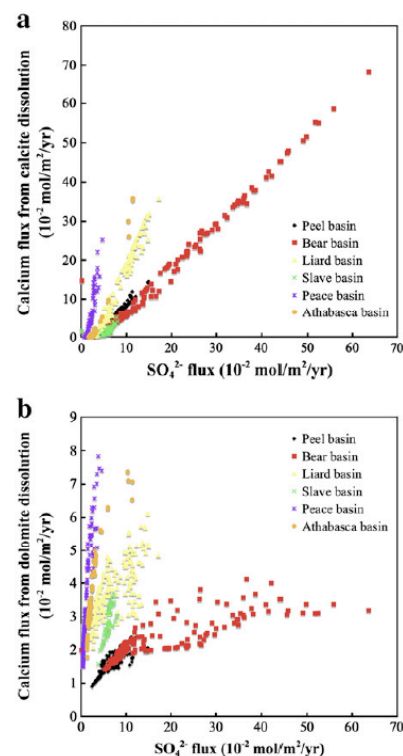 a
80
70
60
50
40
30
20
10
0
Calcium flux from calcite dissolution
(10⁻² mol/m²/yr)
Peel basin
Bear basin
Liard basin
Slave basin
Peace basin
Athabasca basin
0 10 20 30 40 50 60 70
SO₄²⁻ flux (10⁻² mol/m²/yr)
b
9
8
7
6
5
4
3
2
1
0
Calcium flux from dolomite dissolution
(10⁻² mol/m²/yr)
Peel basin
Bear basin
Liard basin
Slave basin
Peace basin
Athabasca basin
0 10 20 30 40 50 60 70
SO₄²⁻ flux (10⁻² mol/m²/yr)